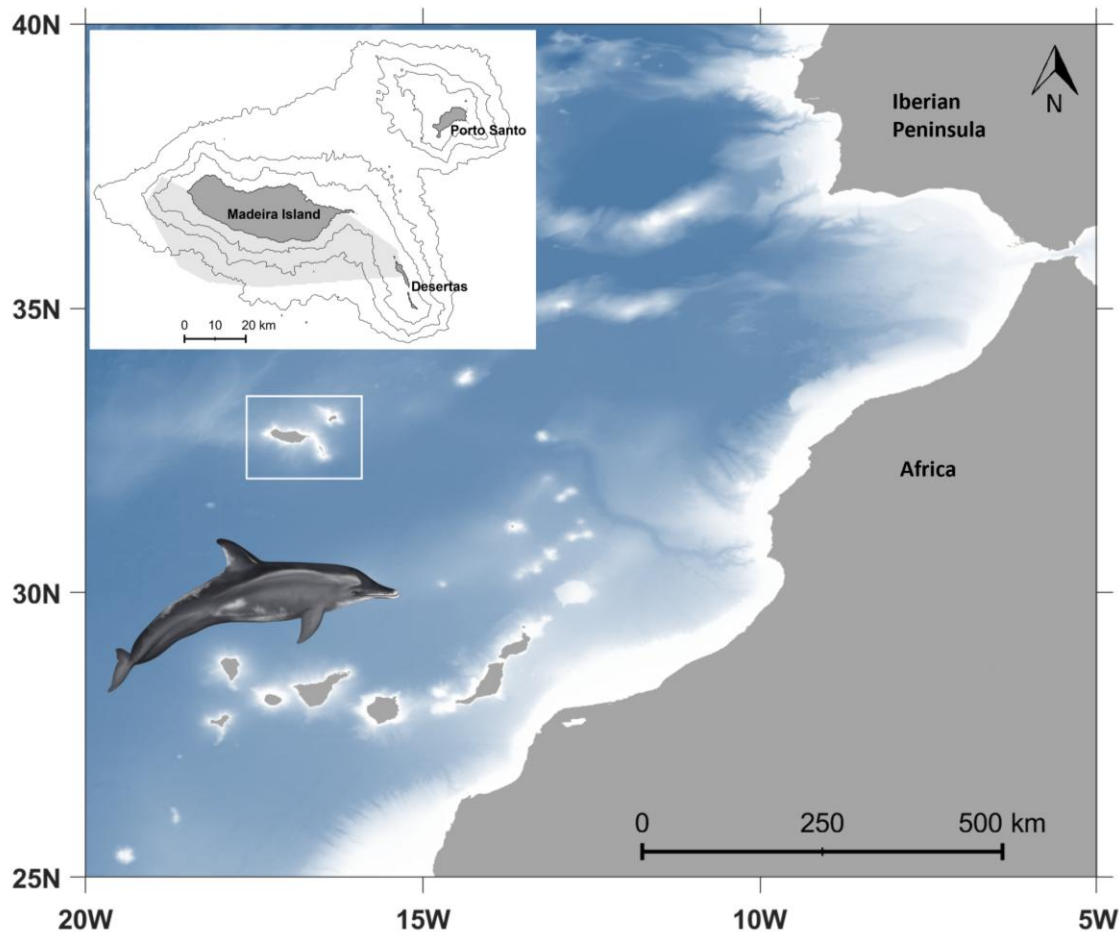 40N
35N
30N
25N
20W
15W
10W
5W
Porto Santo
Madeira Island
Desertas
0 10 20 km
Iberian
Peninsula
N
Africa
0 250 500 km